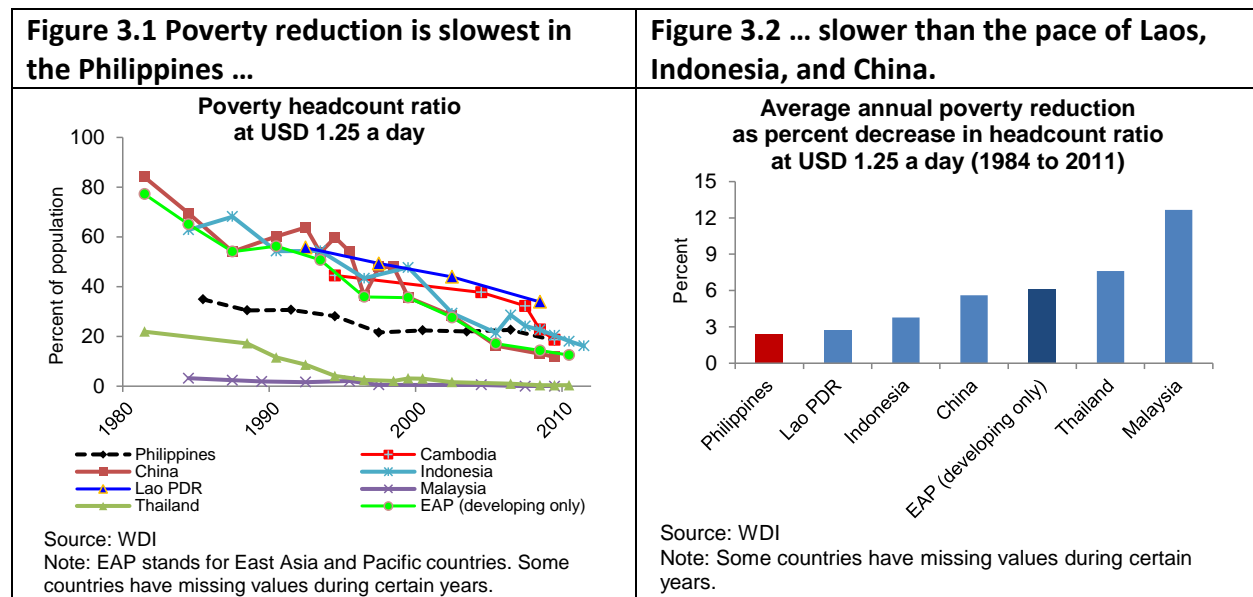 Figure 3.1 Poverty reduction is slowest in
the Philippines …
Poverty headcount ratio
at USD 1.25 a day
Percent of population
100
80
60
40
20
0
1980
1990
2000
2010
Philippines
Cambodia
China
Indonesia
Lao PDR
Malaysia
Thailand
EAP (developing only)
Source: WDI
Note: EAP stands for East Asia and Pacific countries. Some
countries have missing values during certain years.
Figure 3.2 … slower than the pace of Laos,
Indonesia, and China.
Average annual poverty reduction
as percent decrease in headcount ratio
at USD 1.25 a day (1984 to 2011)
Percent
15
12
9
6
3
0
Philippines
Lao PDR
Indonesia
China
EAP (developing only)
Thailand
Malaysia
Source: WDI
Note: Some countries have missing values during certain
years.